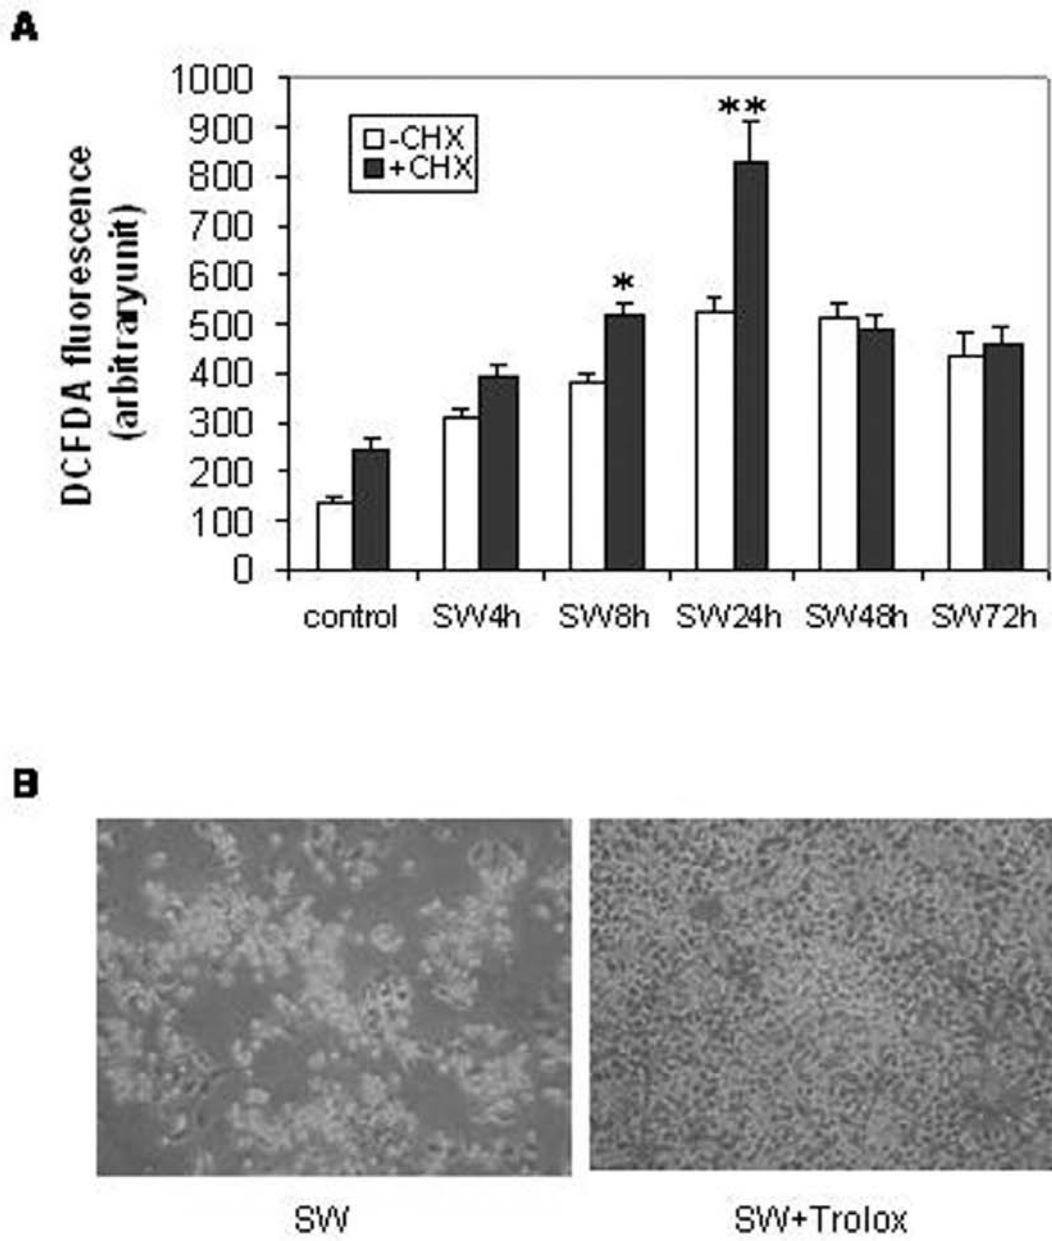 A
1000
900
800
700
600
500
400
300
200
100
0
DCFDA fluorescence
(arbitraryunit)
-CHX
+CHX
*
**
control SW4h SW8h SW24h SW48h SW72h
B
SW SW+Trolox